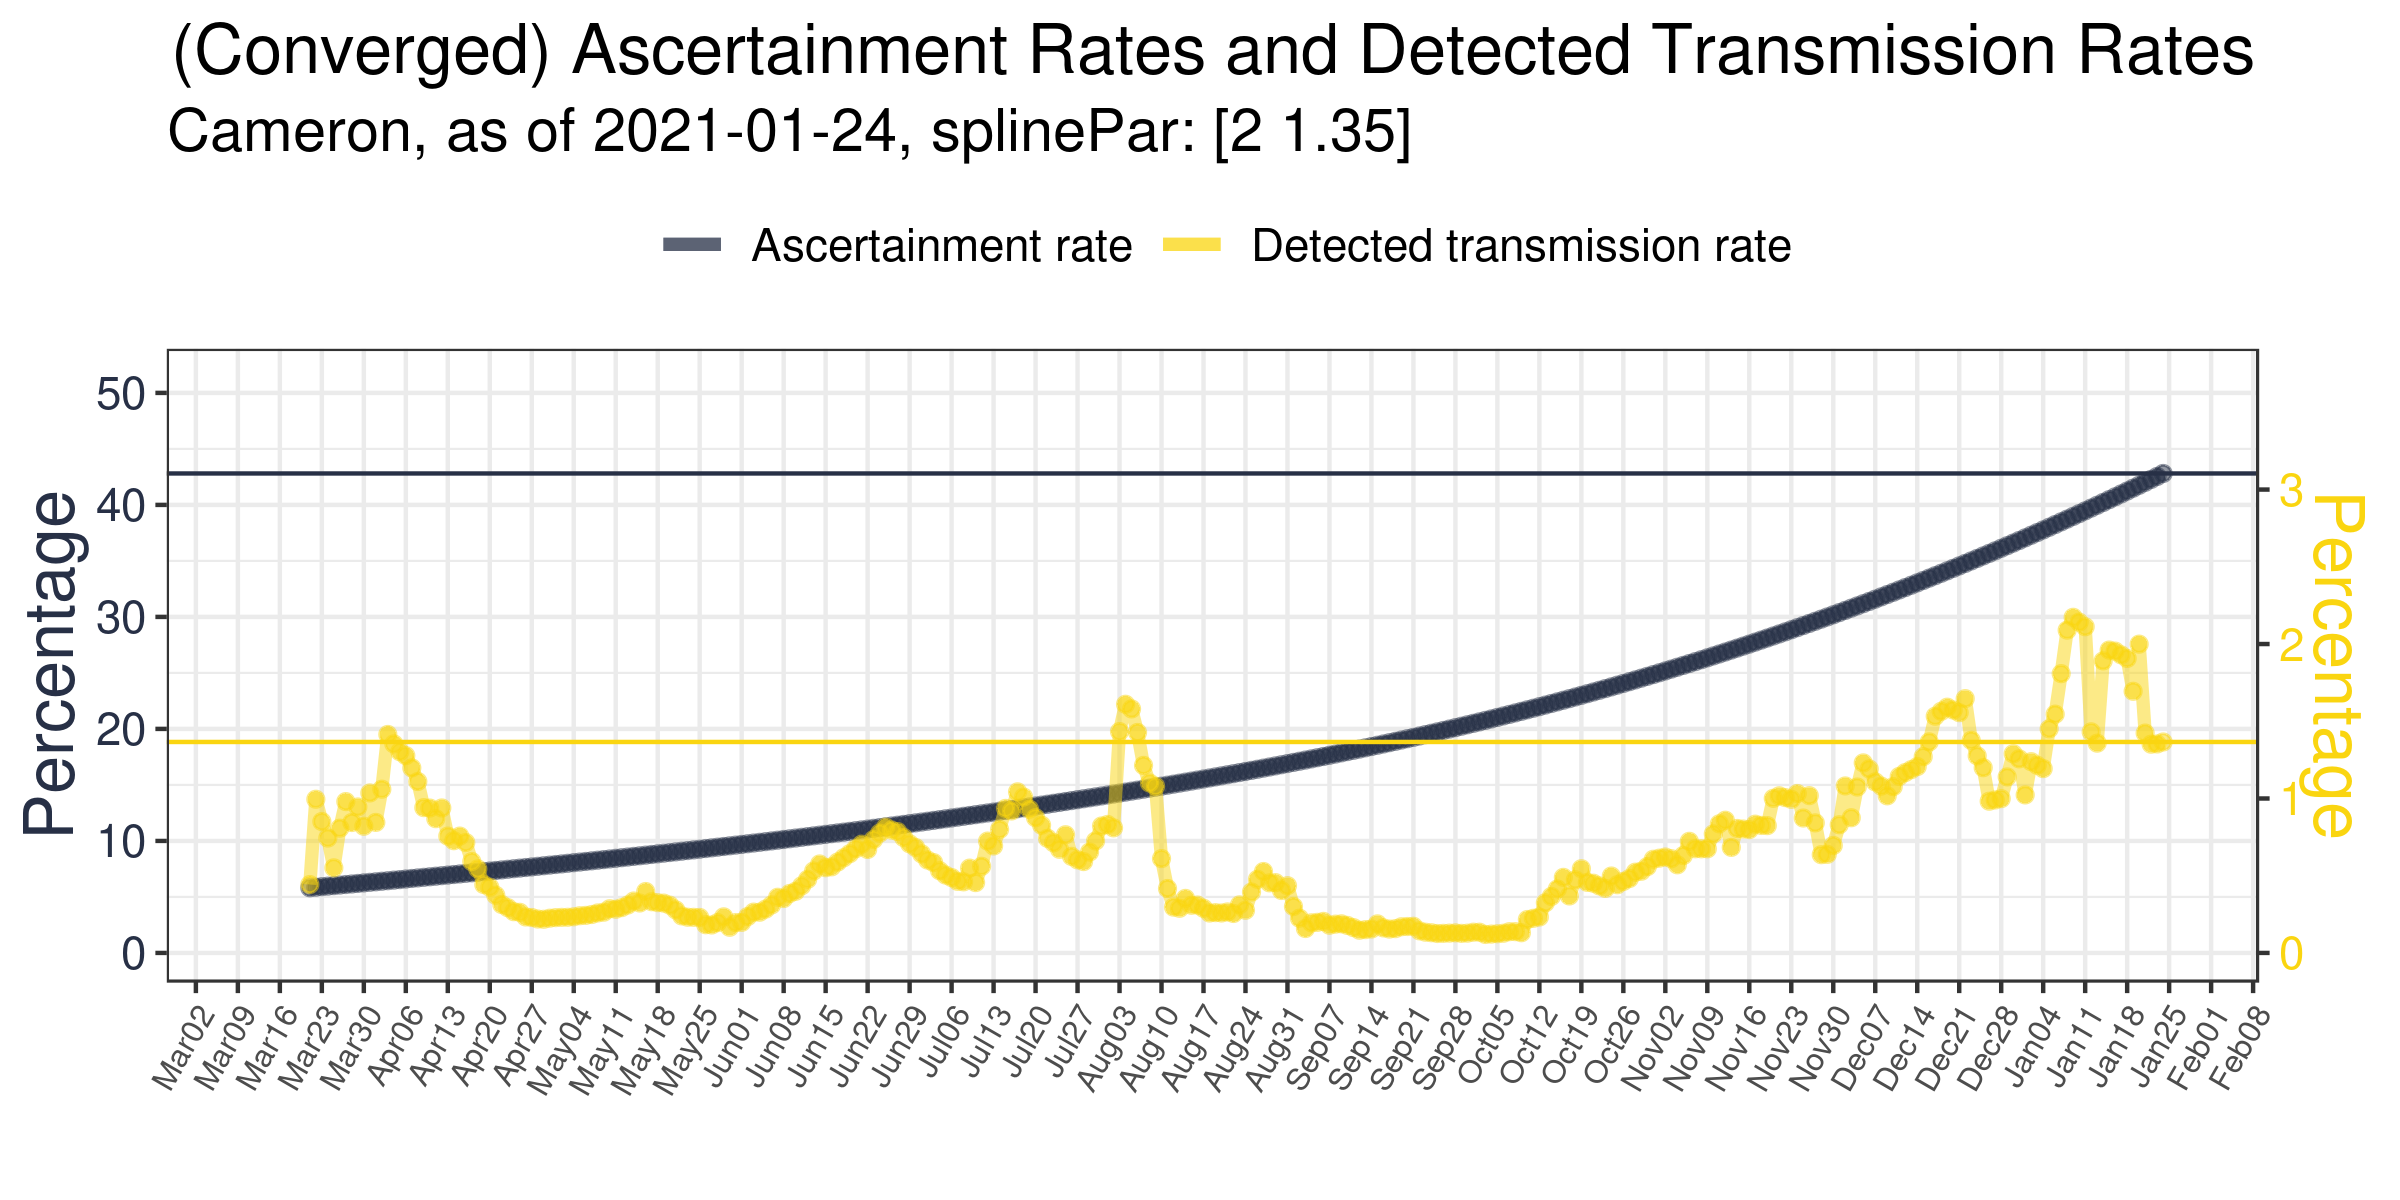 (Converged) Ascertainment Rates and Detected Transmission Rates
Cameron, as of 2021-01-24, splinePar: [2 1.35]
Ascertainment rate Detected transmission rate
Percentage
50
40
30
20
10
0
3
2
1
0
Percentage
Mar02 Mar09 Mar16 Mar23 Mar30 Apr06 Apr13 Apr20 Apr27 May04 May11 May18 May25 Jun01 Jun08 Jun15 Jun22 Jun29 Jul06 Jul13 Jul20 Jul27 Aug03 Aug10 Aug17 Aug24 Aug31 Sep07 Sep14 Sep21 Sep28 Oct05 Oct12 Oct19 Oct26 Nov02 Nov09 Nov16 Nov23 Nov30 Dec07 Dec14 Dec21 Dec28 Jan04 Jan11 Jan18 Jan25 Feb01 Feb08